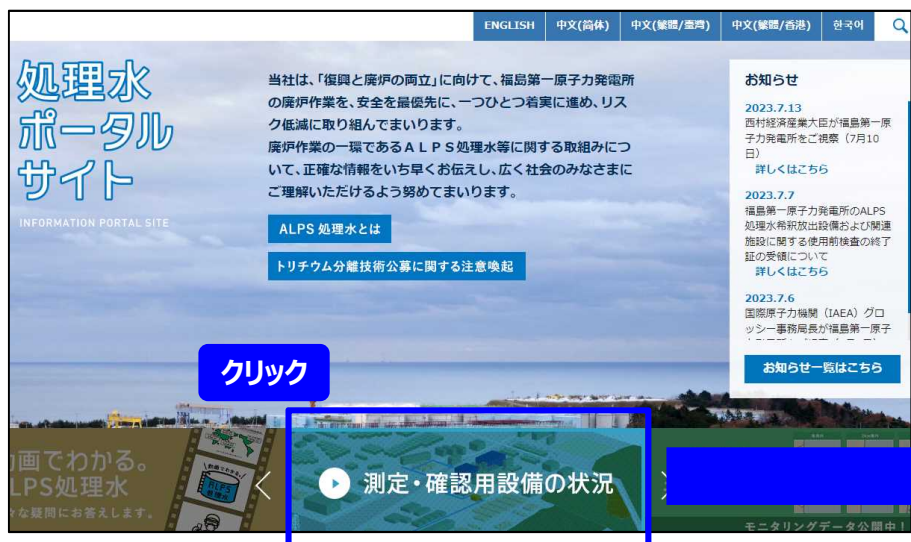 ENGLISH 中文(简体) 中文(繁體/臺灣) 中文(繁體/香港) 한국어
処理水
ポータル
サイト
INFORMATION PORTAL SITE
当社は、「復興と廃炉の両立」に向けて、福島第一原子力発電所
の廃炉作業を、安全を最優先に、一つひとつ着実に進め、リス
ク低減に取り組んでまいります。
廃炉作業の一環であるＡＬＰＳ処理水等に関する取組みにつ
いて、正確な情報をいち早くお伝えし、広く社会のみなさまに
ご理解いただけるよう努めてまいります。
ALPS 処理水とは
トリチウム分離技術公募に関する注意喚起
お知らせ
2023.7.13
西村経済産業大臣が福島第一原
子力発電所をご視察（7月10
日）
詳しくはこちら
2023.7.7
福島第一原子力発電所のALPS
処理水希釈放出設備および関連
施設に関する使用前検査の終了
証の受領について
詳しくはこちら
2023.7.6
国際原子力機関（IAEA）グロ
ッシー事務局長が福島第一原子
お知らせ一覧はこちら
クリック
画でわかる。
LPS処理水
な疑問にお答えします。
測定・確認用設備の状況
モニタリングデータ公開中！